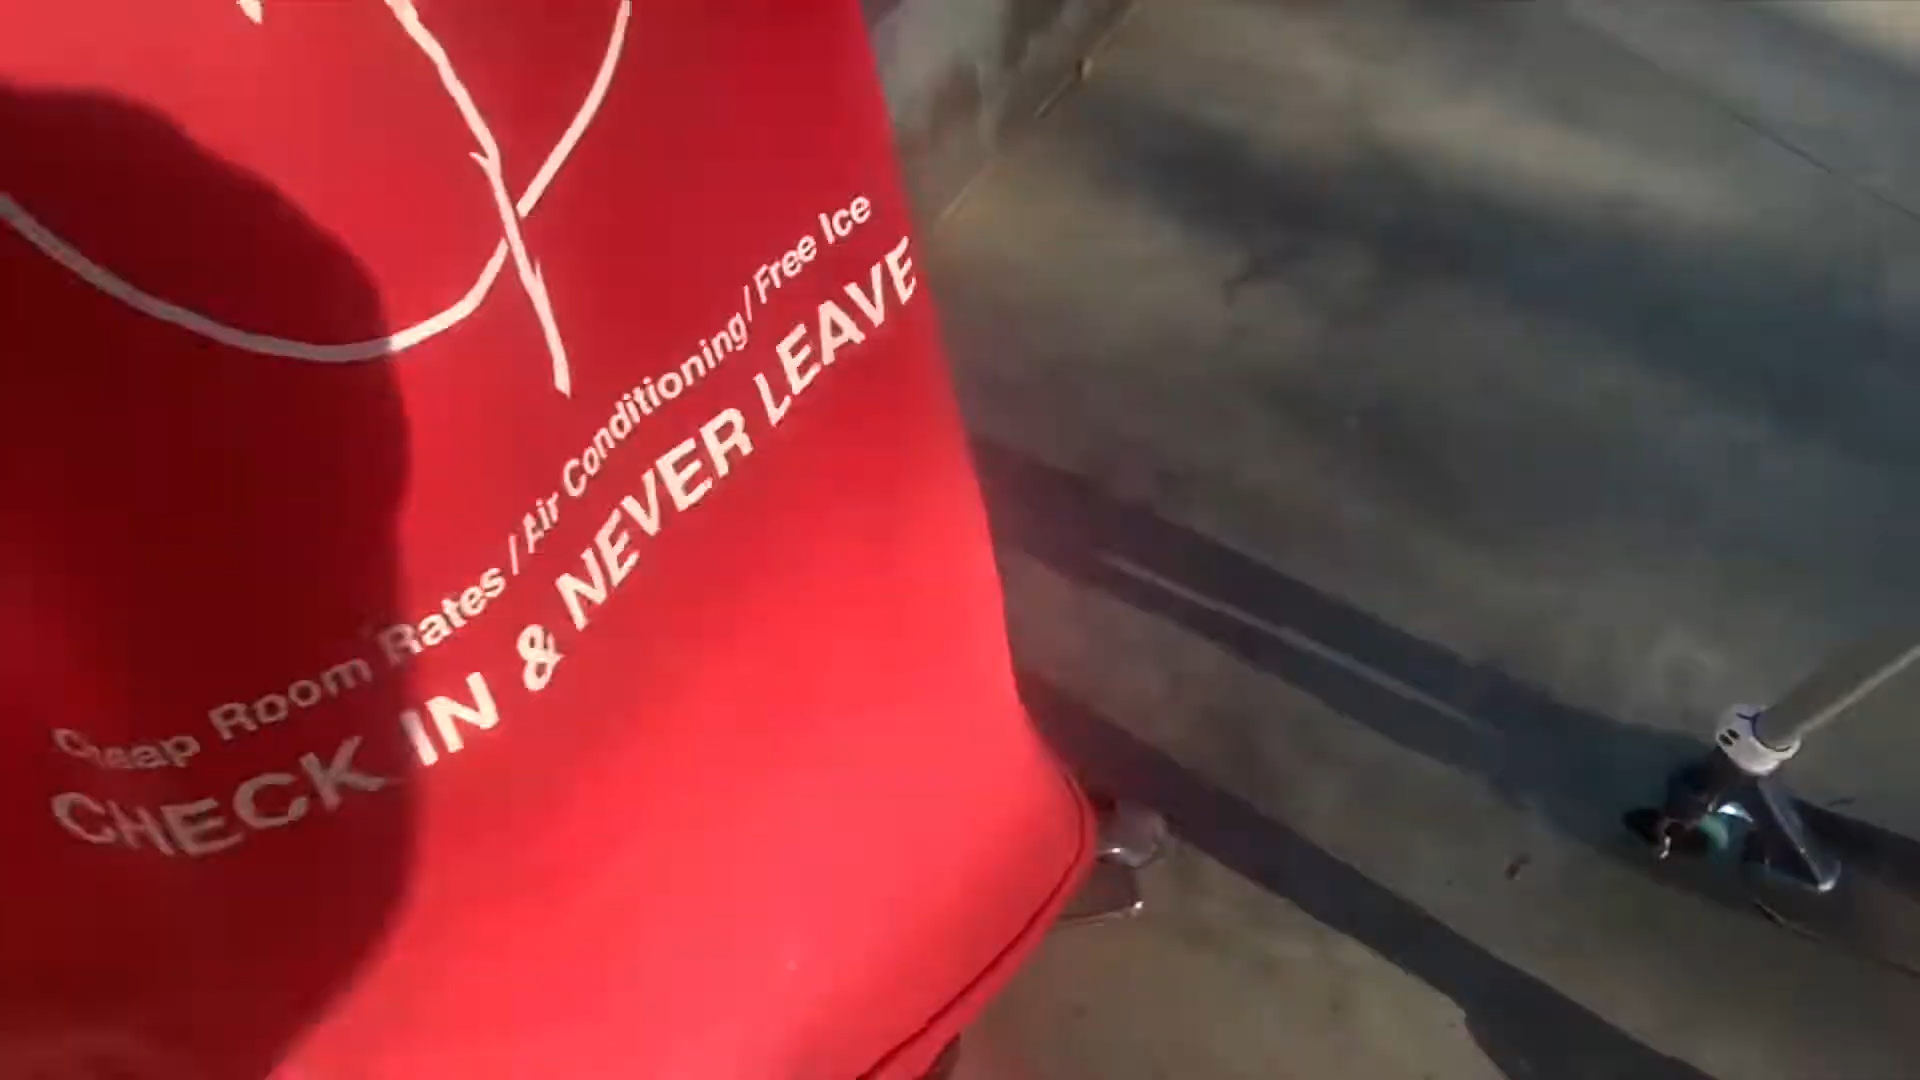 Cheap Room Rates / Air Conditioning / Free Ice
CHECK IN & NEVER LEAVE